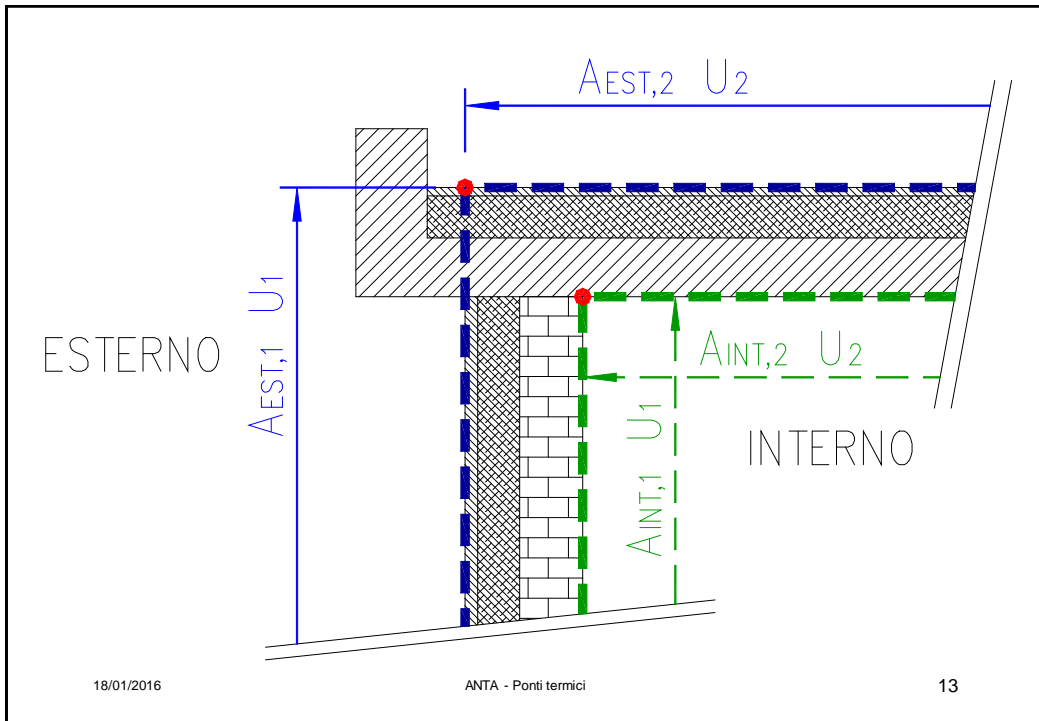 AEST,2 U2
ESTERNO
AEST,1 U1
AINT,2 U2
AINT,1 U1
INTERNO
18/01/2016
ANTA - Ponti termici
13